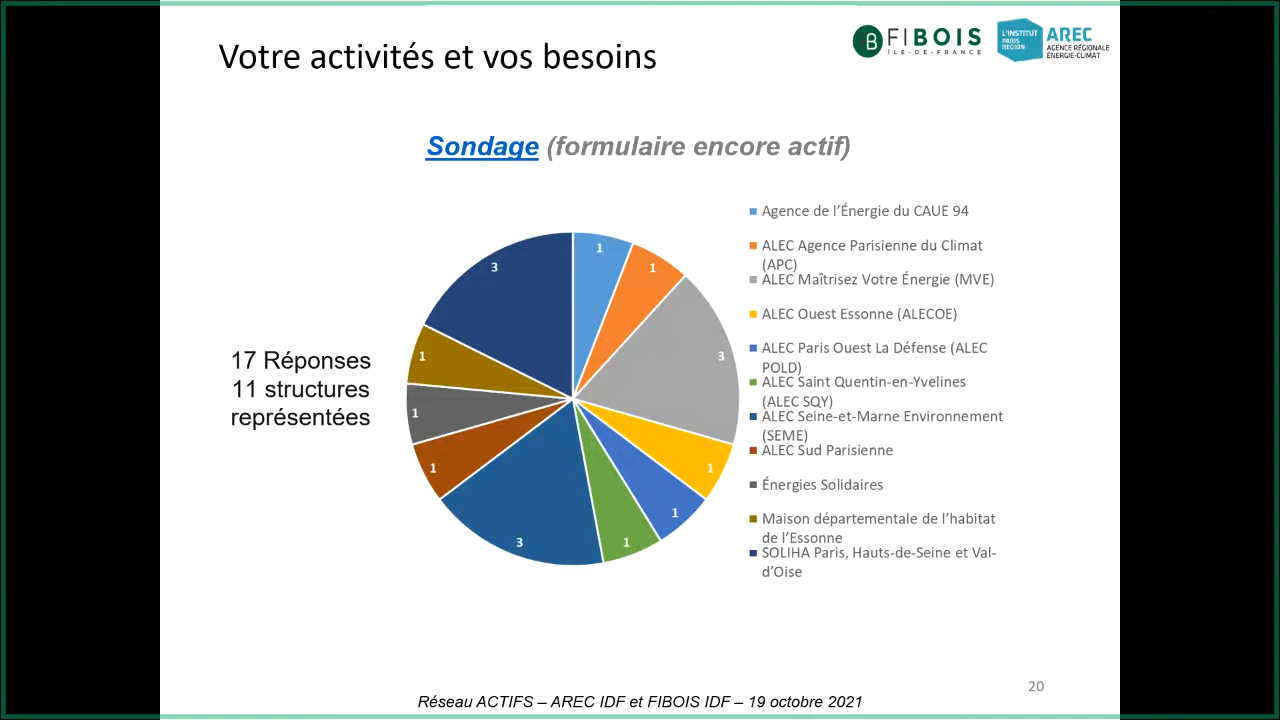 Votre activités et vos besoins
B FIBOIS
ÎLE-DE-FRANCE
L'INSTITUT
PARIS
REGION
AREC
AGENCE RÉGIONALE
ÉNERGIE-CLIMAT
Sondage (formulaire encore actif)
17 Réponses
11 structures
représentées
1
1
3
1
1
1
3
1
1
1
3
Agence de l’Énergie du CAUE 94
ALEC Agence Parisienne du Climat
(APC)
ALEC Maîtrisez Votre Énergie (MVE)
ALEC Ouest Essonne (ALECOE)
ALEC Paris Ouest La Défense (ALEC
POLD)
ALEC Saint Quentin-en-Yvelines
(ALEC SQY)
ALEC Seine-et-Marne Environnement
(SEME)
ALEC Sud Parisienne
Énergies Solidaires
Maison départementale de l’habitat
de l’Essonne
SOLIHA Paris, Hauts-de-Seine et Val-
d’Oise
20
Réseau ACTIFS – AREC IDF et FIBOIS IDF – 19 octobre 2021